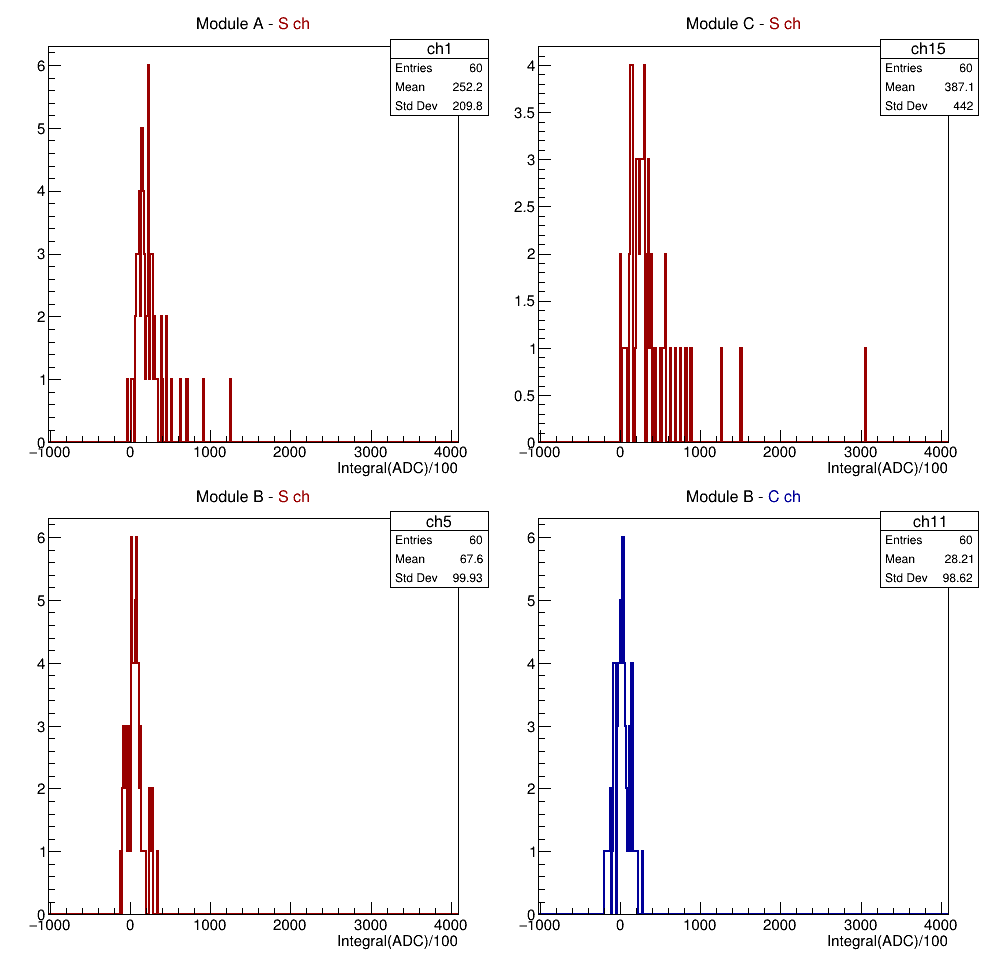 Module A - S ch
ch1
Entries 60
Mean 252.2
Std Dev 209.8
6
5
4
3
2
1
0
−1000 0 1000 2000 3000 4000
Integral(ADC)/100
Module C - S ch
ch15
Entries 60
Mean 387.1
Std Dev 442
4
3.5
3
2.5
2
1.5
1
0.5
0
−1000 0 1000 2000 3000 4000
Integral(ADC)/100
Module B - S ch
ch5
Entries 60
Mean 67.6
Std Dev 99.93
6
5
4
3
2
1
0
−1000 0 1000 2000 3000 4000
Integral(ADC)/100
Module B - C ch
ch11
Entries 60
Mean 28.21
Std Dev 98.62
6
5
4
3
2
1
0
−1000 0 1000 2000 3000 4000
Integral(ADC)/100